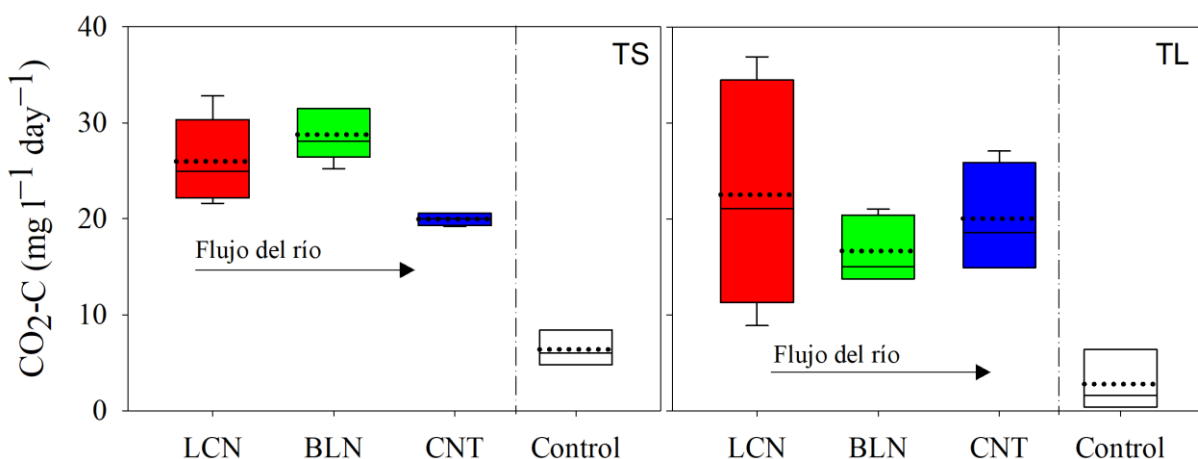 CO2-C (mg l−1 day−1)
40
30
20
10
0
TS
Flujo del río
LCN BLN CNT Control
TL
Flujo del río
LCN BLN CNT Control